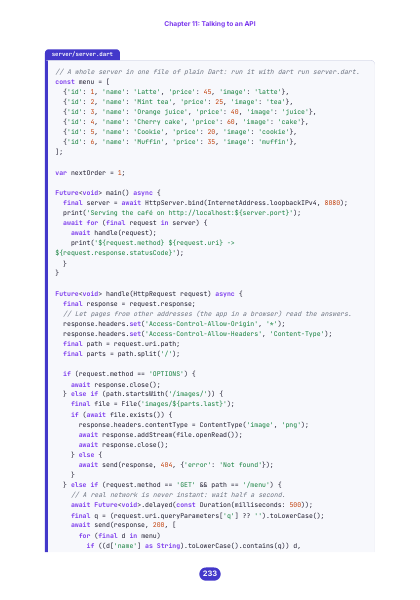 Chapter 11: Talking to an API
server/server.dart
// A whole server in one file of plain Dart: run it with dart run server.dart.
const menu = [
  {'id': 1, 'name': 'Latte', 'price': 45, 'image': 'latte'},
  {'id': 2, 'name': 'Mint tea', 'price': 25, 'image': 'tea'},
  {'id': 3, 'name': 'Orange juice', 'price': 40, 'image': 'juice'},
  {'id': 4, 'name': 'Cherry cake', 'price': 60, 'image': 'cake'},
  {'id': 5, 'name': 'Cookie', 'price': 20, 'image': 'cookie'},
  {'id': 6, 'name': 'Muffin', 'price': 35, 'image': 'muffin'},
];
var nextOrder = 1;
Future<void> main() async {
  final server = await HttpServer.bind(InternetAddress.loopbackIPv4, 8080);
  print('Serving the café on http://localhost:${server.port}');
  await for (final request in server) {
    await handle(request);
    print('${request.method} ${request.uri} ->
${request.response.statusCode}');
  }
}
Future<void> handle(HttpRequest request) async {
  final response = request.response;
  // Let pages from other addresses (the app in a browser) read the answers.
  response.headers.set('Access-Control-Allow-Origin', '*');
  response.headers.set('Access-Control-Allow-Headers', 'Content-Type');
  final path = request.uri.path;
  final parts = path.split('/');
  if (request.method == 'OPTIONS') {
    await response.close();
  } else if (path.startsWith('/images/')) {
    final file = File('images/${parts.last}');
    if (await file.exists()) {
      response.headers.contentType = ContentType('image', 'png');
      await response.addStream(file.openRead());
      await response.close();
    } else {
      await send(response, 404, {'error': 'Not found'});
    }
  } else if (request.method == 'GET' && path == '/menu') {
    // A real network is never instant: wait half a second.
    await Future<void>.delayed(const Duration(milliseconds: 500));
    final q = (request.uri.queryParameters['q'] ?? '').toLowerCase();
    await send(response, 200, [
      for (final d in menu)
        if ((d['name'] as String).toLowerCase().contains(q)) d,
233